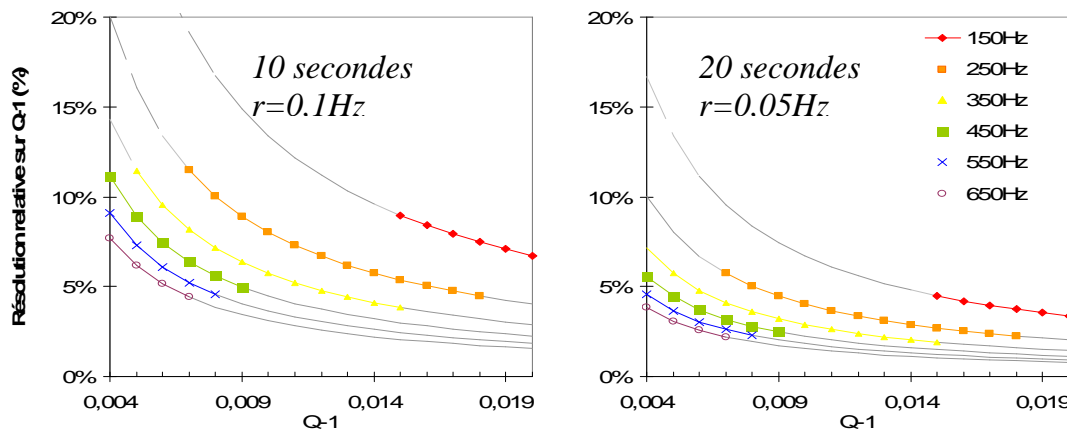 Résolution relative sur Q-1 (%)
20%
15%
10%
5%
0%
0,004
0,009
0,014
0,019
Q-1
10 secondes
r=0.1Hz
20%
15%
10%
5%
0%
0,004
0,009
0,014
0,019
Q-1
20 secondes
r=0.05Hz
150Hz
250Hz
350Hz
450Hz
550Hz
650Hz